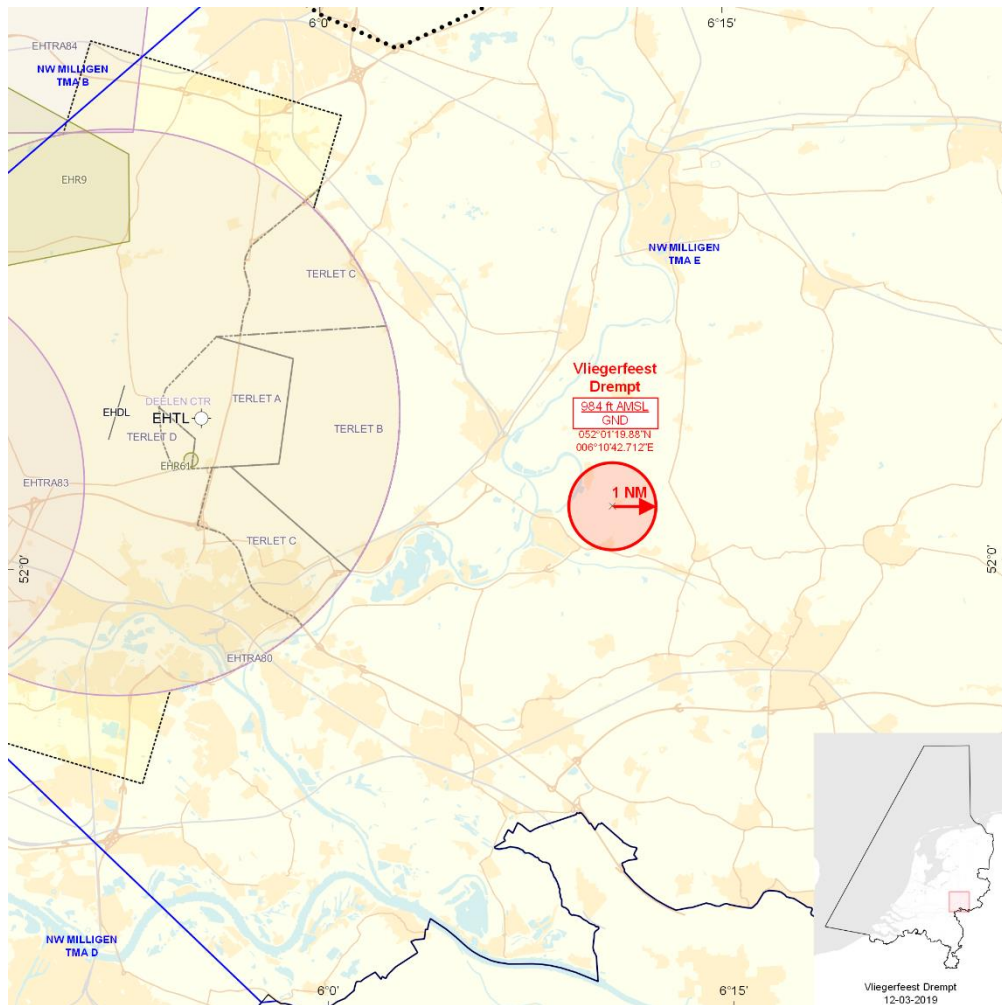 6°0'
6°15'
EHTRA84
NW MILLIGEN
TMA B
EHR9
TERLET C
NW MILLIGEN
TMA E
Vliegerfeest
Drempt
984 ft AMSL
GND
052°01'19.88"N
006°10'42.712"E
1 NM
DEELEN CTR
EHDL
EHTL
TERLET A
TERLET B
TERLET D
EHR61
EHTRA83
TERLET C
52°0'
52°0'
EHTRA80
NW MILLIGEN
TMA D
6°0'
6°15'
Vliegerfeest Drempt
12-03-2019